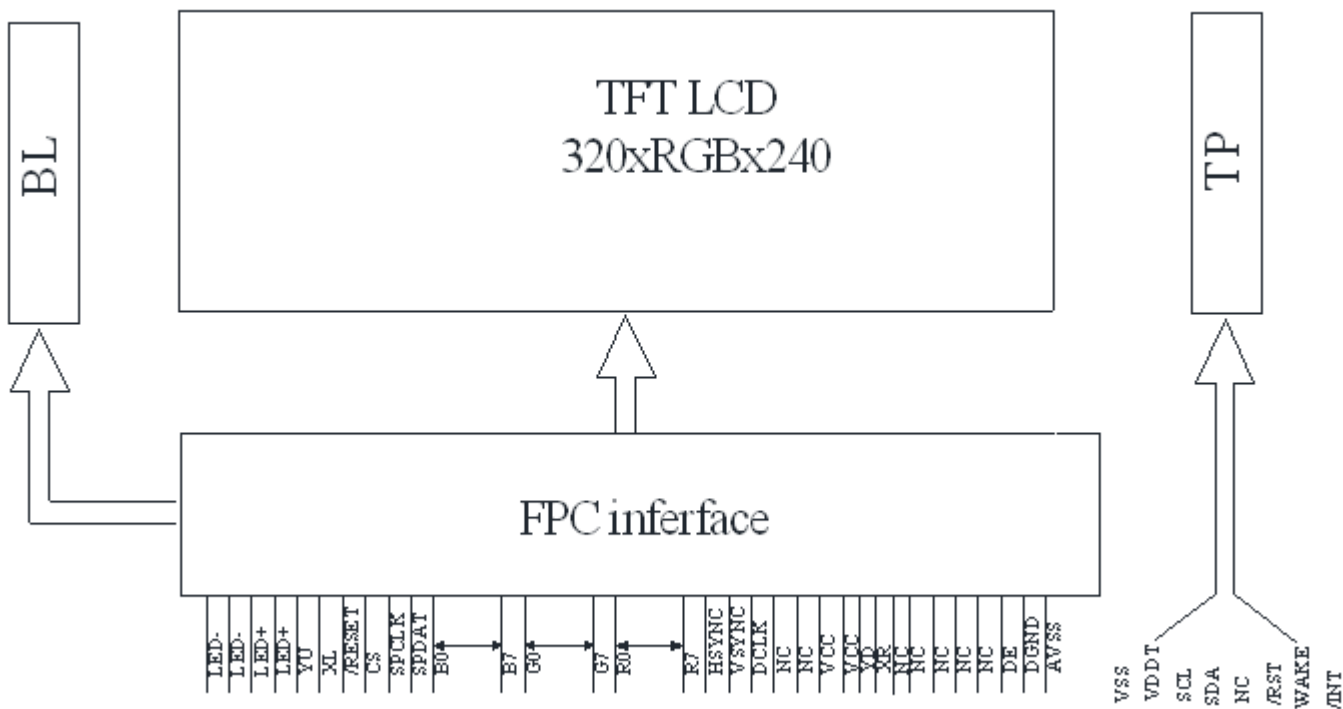 BL
TFT LCD
320xRGBx240
TP
FPC inferface
LED-
LED-
LED+
LED+
YU
XL
/RESET
CS
SPCLK
SPDAT
B0
B7
G0
G7
R0
R7
HSYNC
VSYNC
DCLK
NC
NC
VCC
VCC
YD
XR
NC
NC
NC
NC
NC
DE
DGND
AVSS
VSS
VDDT
SCL
SDA
NC
/RST
WAKE
/INT